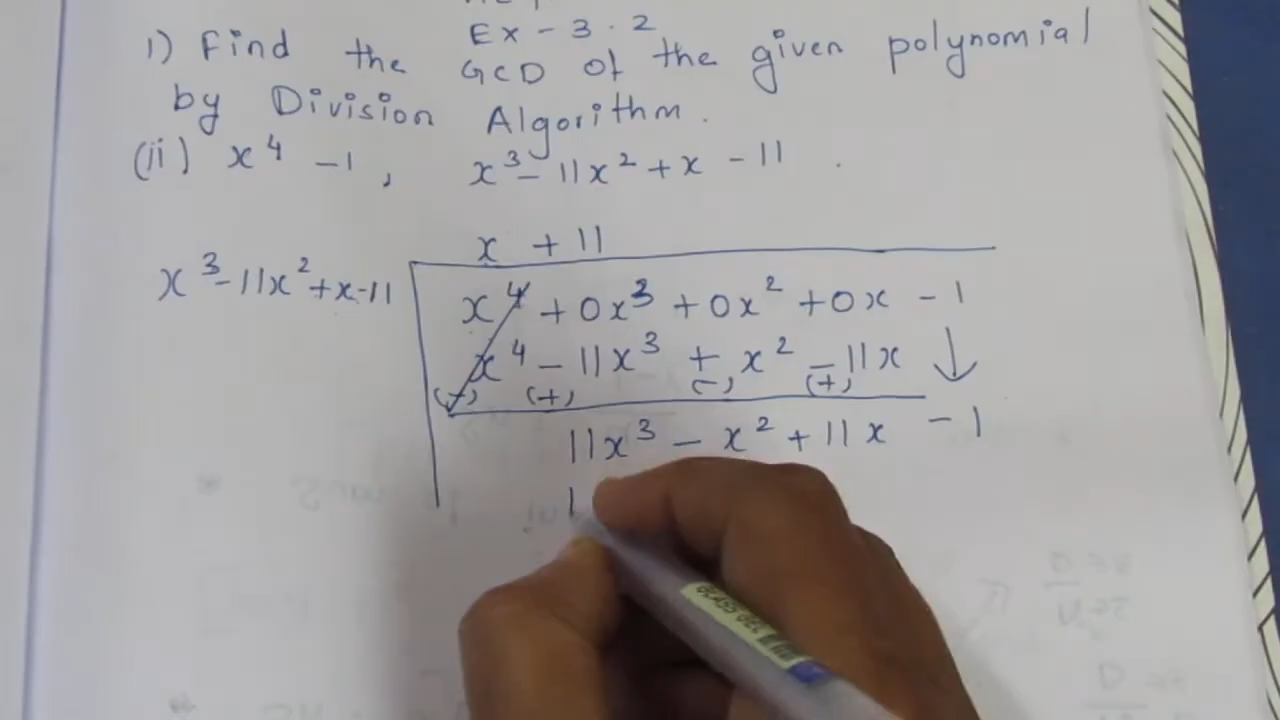 Ex - 3.2
1) Find the GCD of the given polynomial
by Division Algorithm.
(ii) x⁴ - 1, x³ - 11x² + x - 11.
x + 11
x³ - 11x² + x - 11
x⁴ + 0x³ + 0x² + 0x - 1
x⁴ - 11x³ + x² - 11x ↓
(-) (+) (-) (+)
11x³ - x² + 11x - 1
1